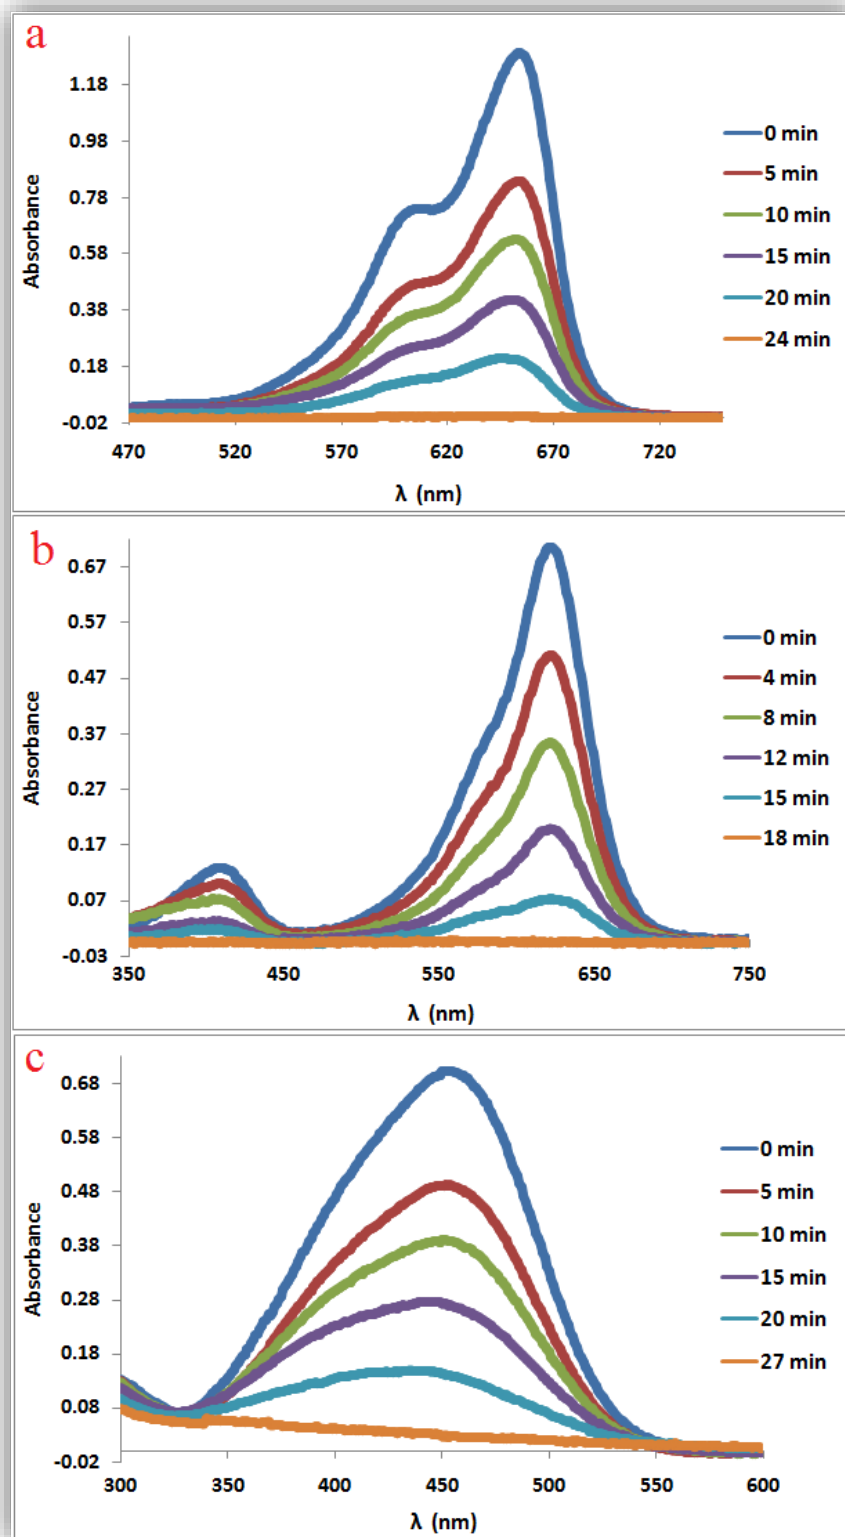 a
1.18
0.98
0.78
0.58
0.38
0.18
-0.02
Absorbance
470 520 570 620 670 720
λ (nm)
0 min
5 min
10 min
15 min
20 min
24 min
b
0.67
0.57
0.47
0.37
0.27
0.17
0.07
-0.03
Absorbance
350 450 550 650 750
λ (nm)
0 min
4 min
8 min
12 min
15 min
18 min
c
0.68
0.58
0.48
0.38
0.28
0.18
0.08
-0.02
Absorbance
300 350 400 450 500 550 600
λ (nm)
0 min
5 min
10 min
15 min
20 min
27 min